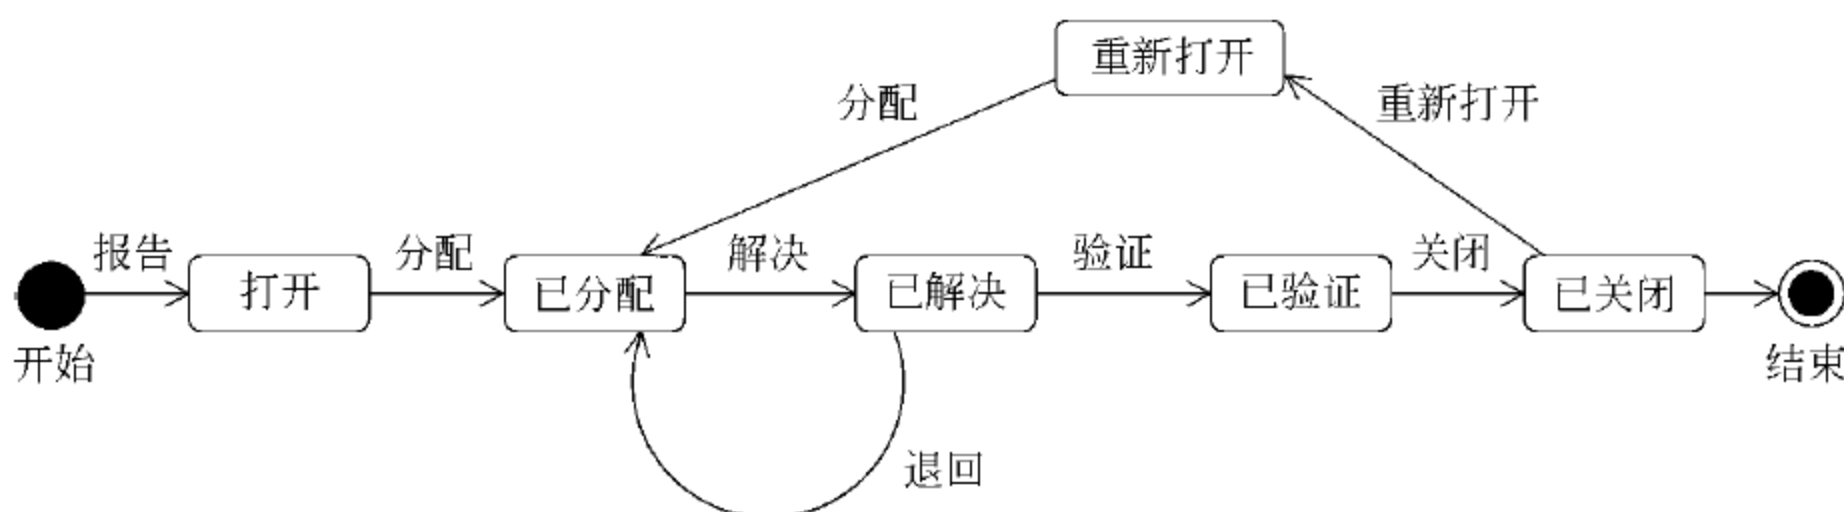 重新打开
分配
重新打开
报告
分配
解决
验证
关闭
打开
已分配
已解决
已验证
已关闭
开始
结束
退回